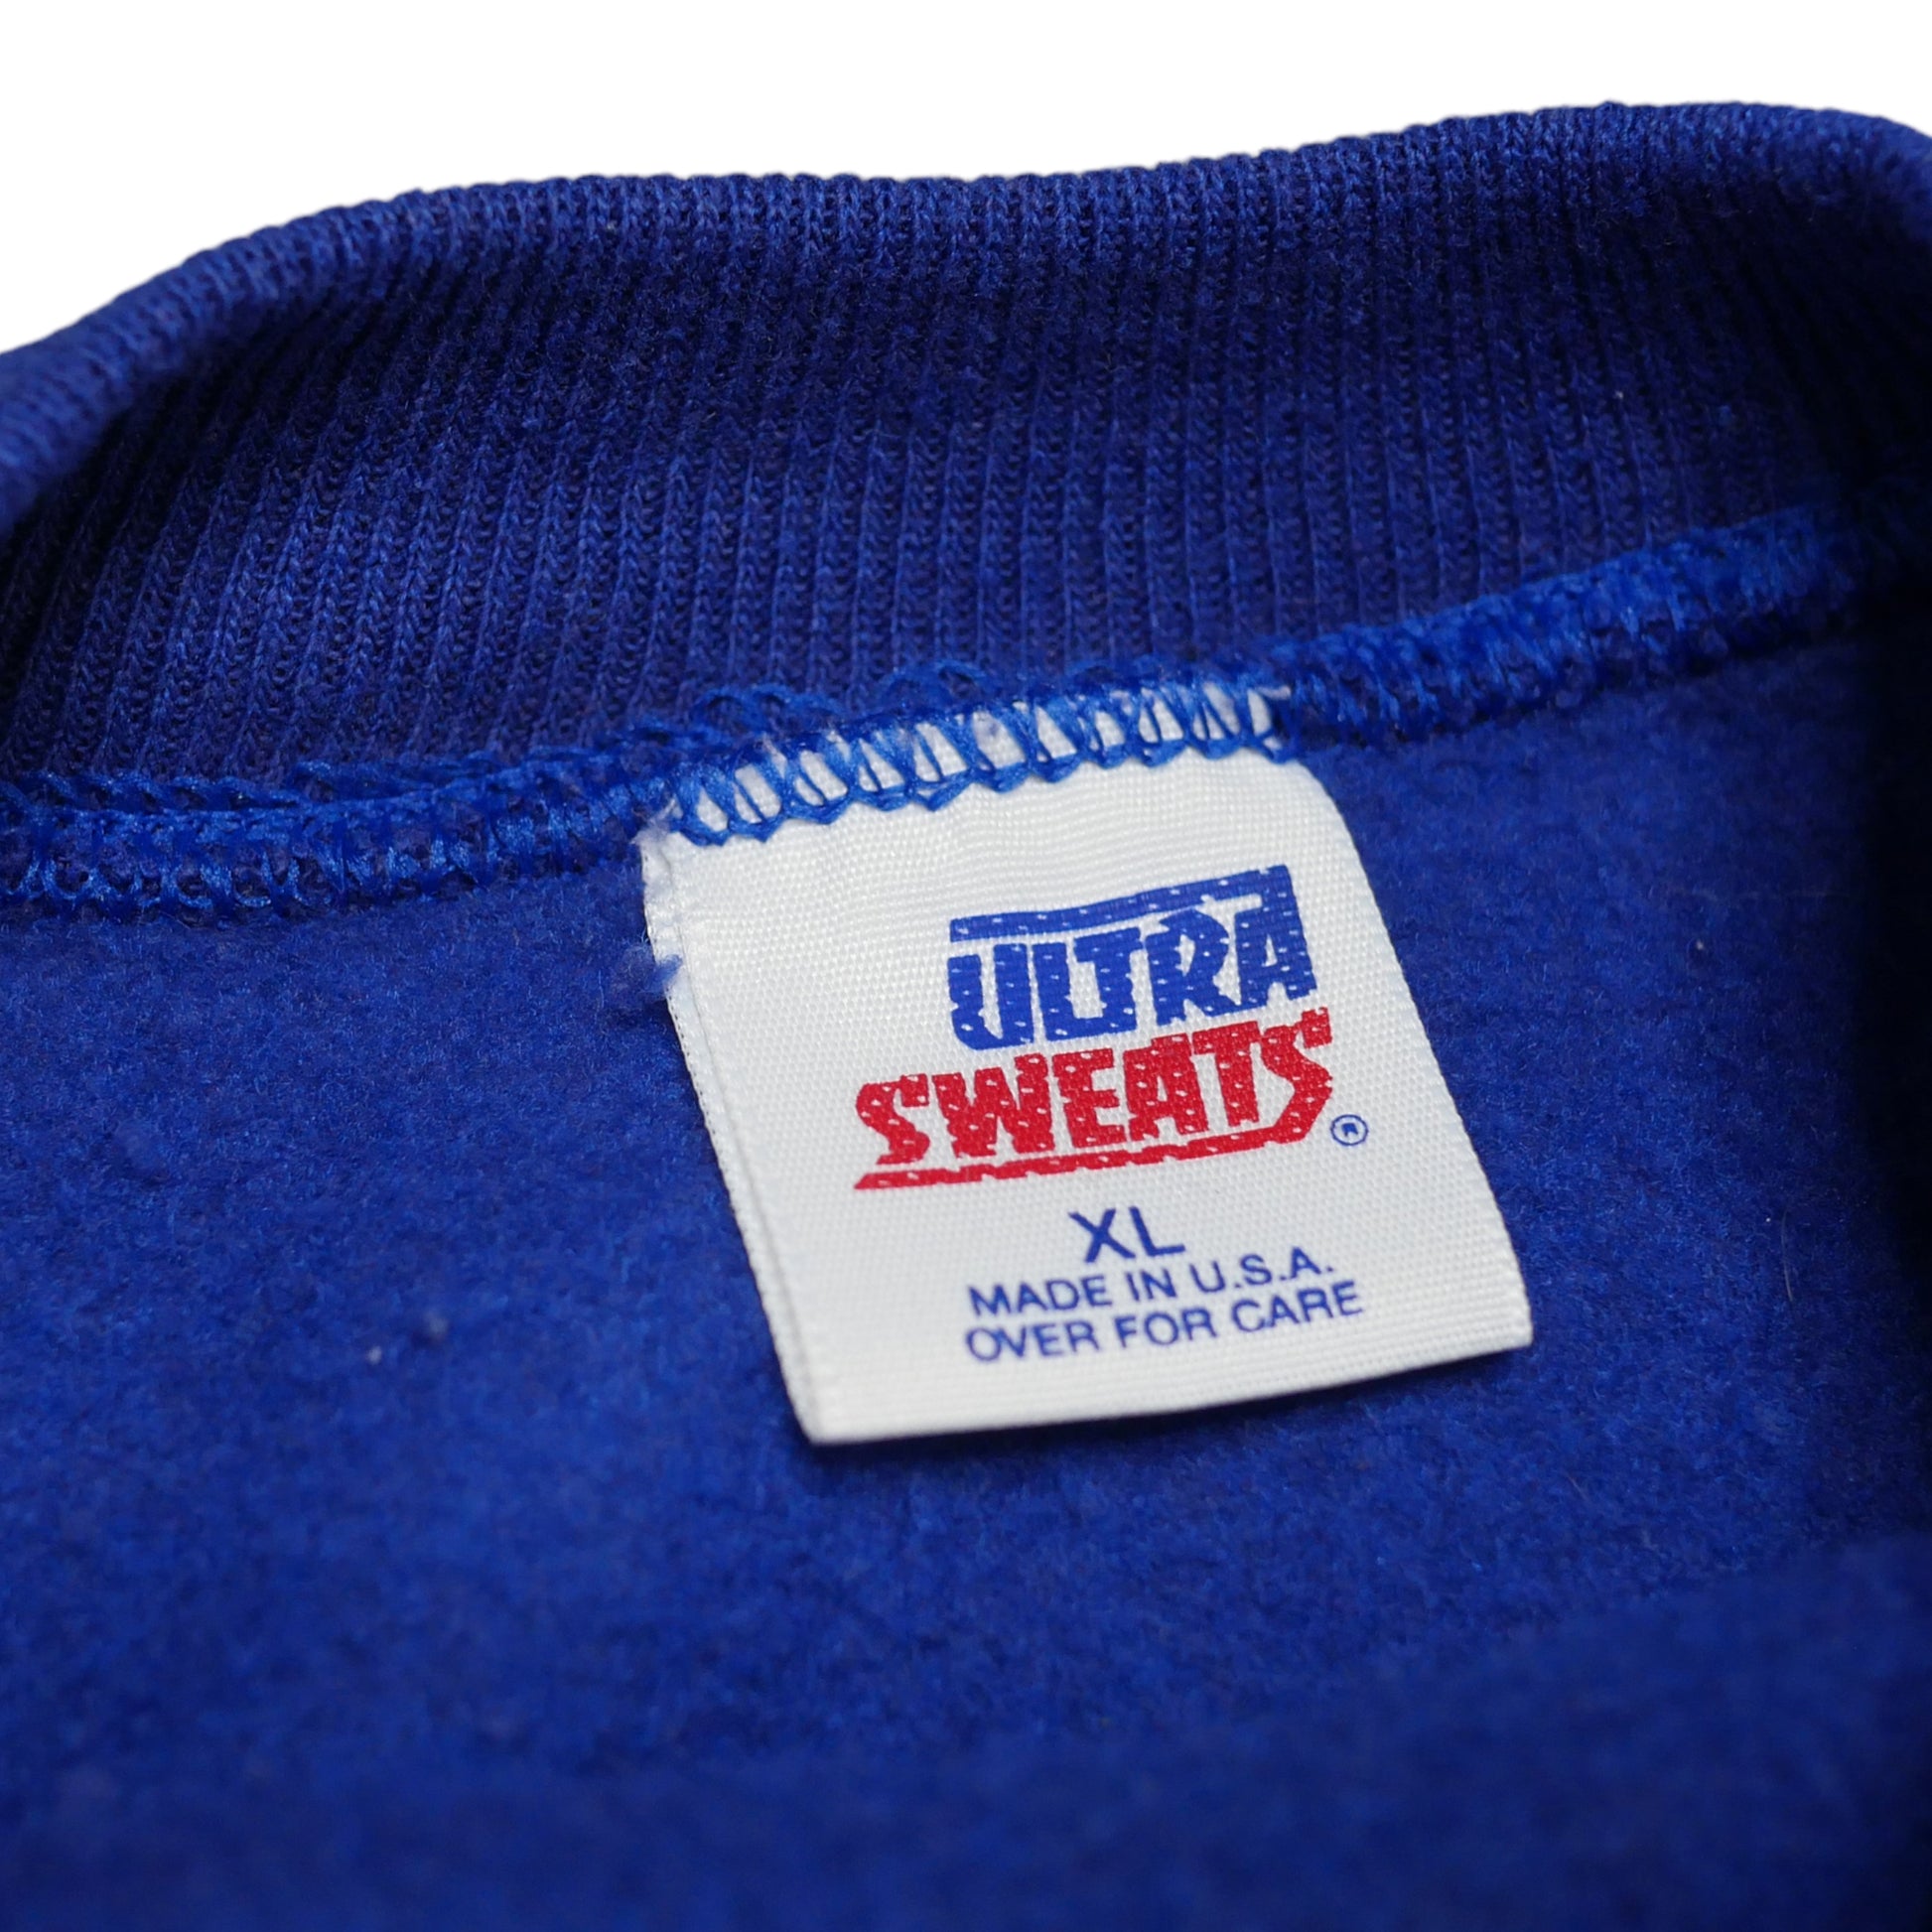 ULTRA
SWEATS®
XL
MADE IN U.S.A.
OVER FOR CARE